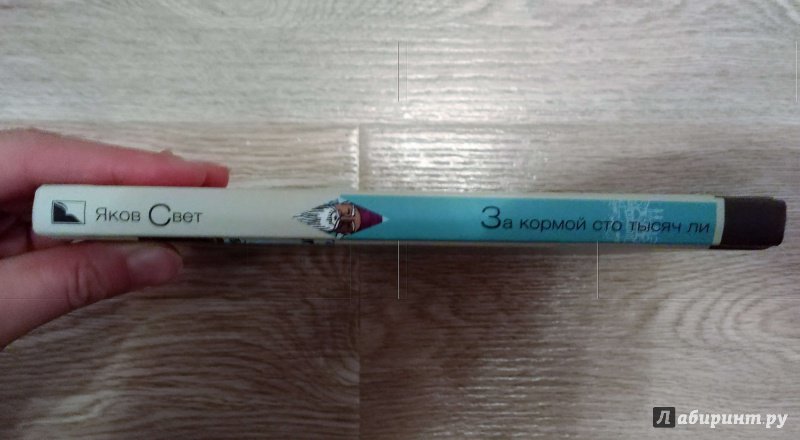 Яков Свет
За кормой сто тысяч ли
Лабиринт.ру